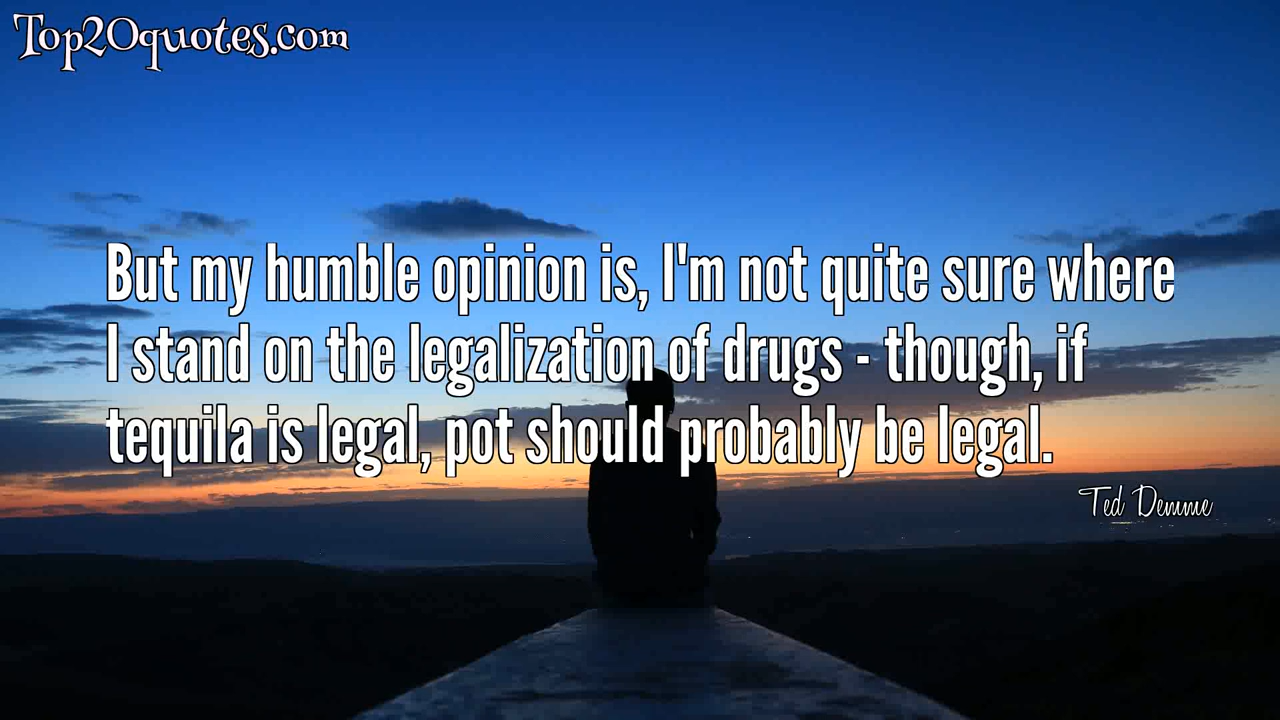 Top20quotes.com
But my humble opinion is, I'm not quite sure where
I stand on the legalization of drugs - though, if
tequila is legal, pot should probably be legal.
Ted Demme